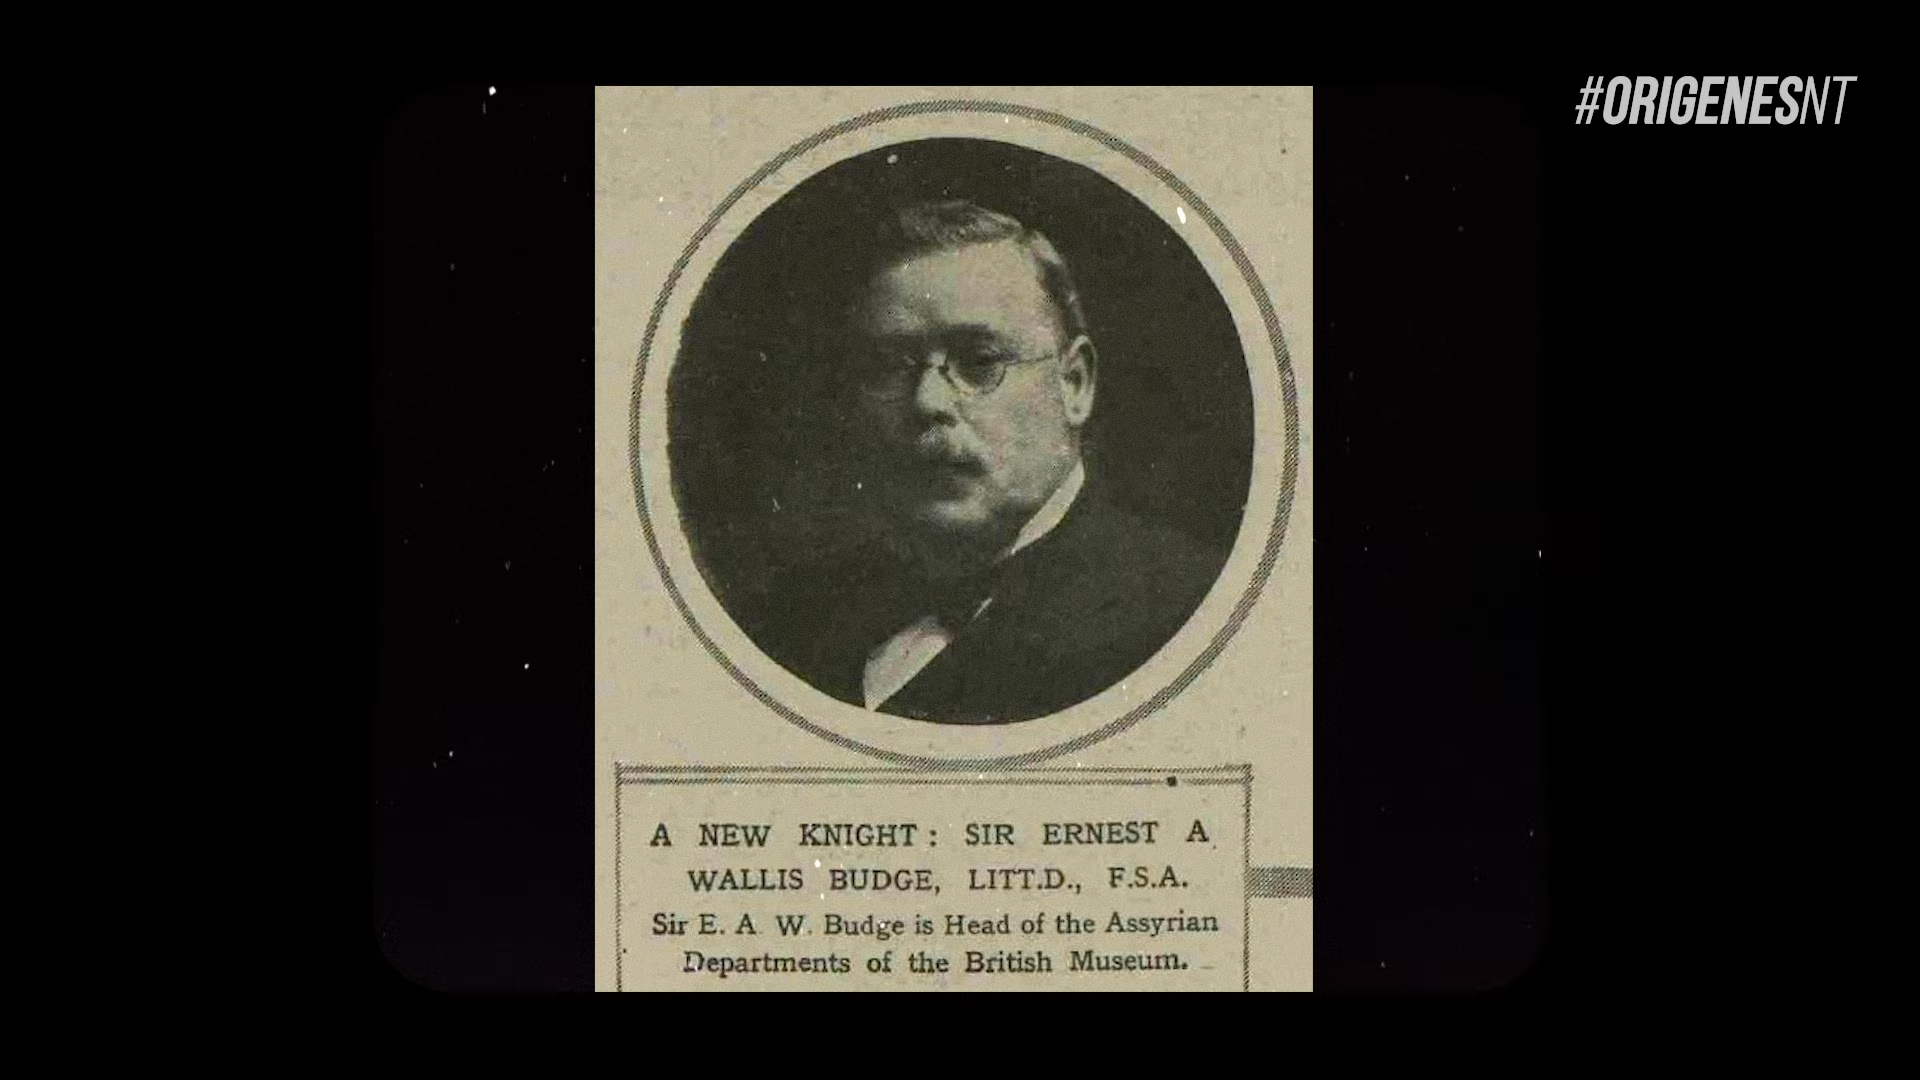 #ORIGENESNT
A NEW KNIGHT: SIR ERNEST A.
WALLIS BUDGE, LITT.D., F.S.A.
Sir E. A. W. Budge is Head of the Assyrian
Departments of the British Museum.